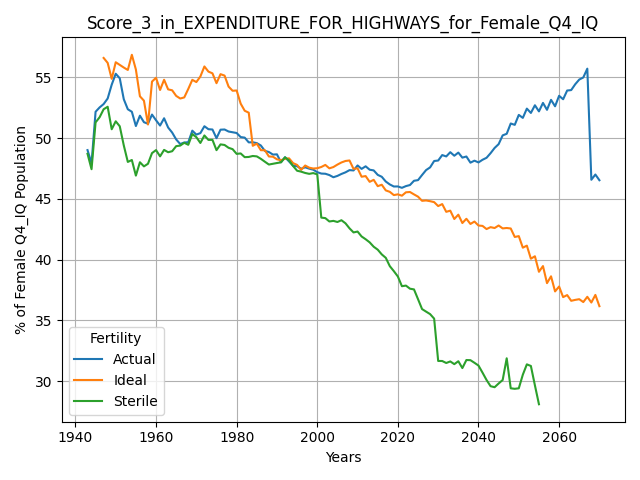 Score_3_in_EXPENDITURE_FOR_HIGHWAYS_for_Female_Q4_IQ
% of Female Q4_IQ Population
55
50
45
40
35
30
Fertility
Actual
Ideal
Sterile
1940 1960 1980 2000 2020 2040 2060
Years